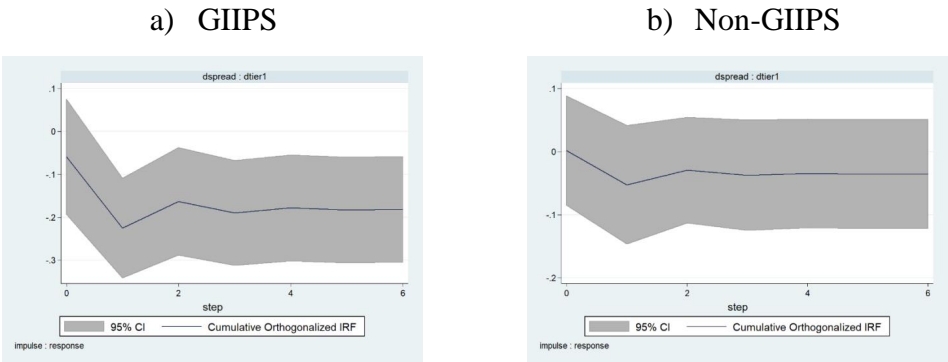 a) GIIPS
dspread : dtier1
.1
0
-.1
-.2
-.3
0 2 4 6
step
95% CI Cumulative Orthogonalized IRF
impulse : response
b) Non-GIIPS
dspread : dtier1
.1
0
-.1
-.2
0 2 4 6
step
95% CI Cumulative Orthogonalized IRF
impulse : response